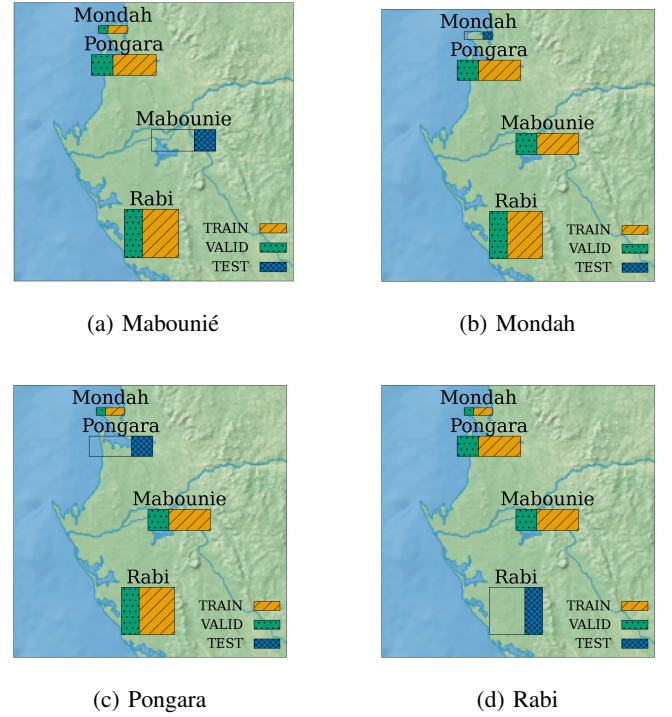 Mondah
Pongara
Mabounie
Rabi
TRAIN
VALID
TEST
(a) Mabounié
Mondah
Pongara
Mabounie
Rabi
TRAIN
VALID
TEST
(b) Mondah
Mondah
Pongara
Mabounie
Rabi
TRAIN
VALID
TEST
(c) Pongara
Mondah
Pongara
Mabounie
Rabi
TRAIN
VALID
TEST
(d) Rabi